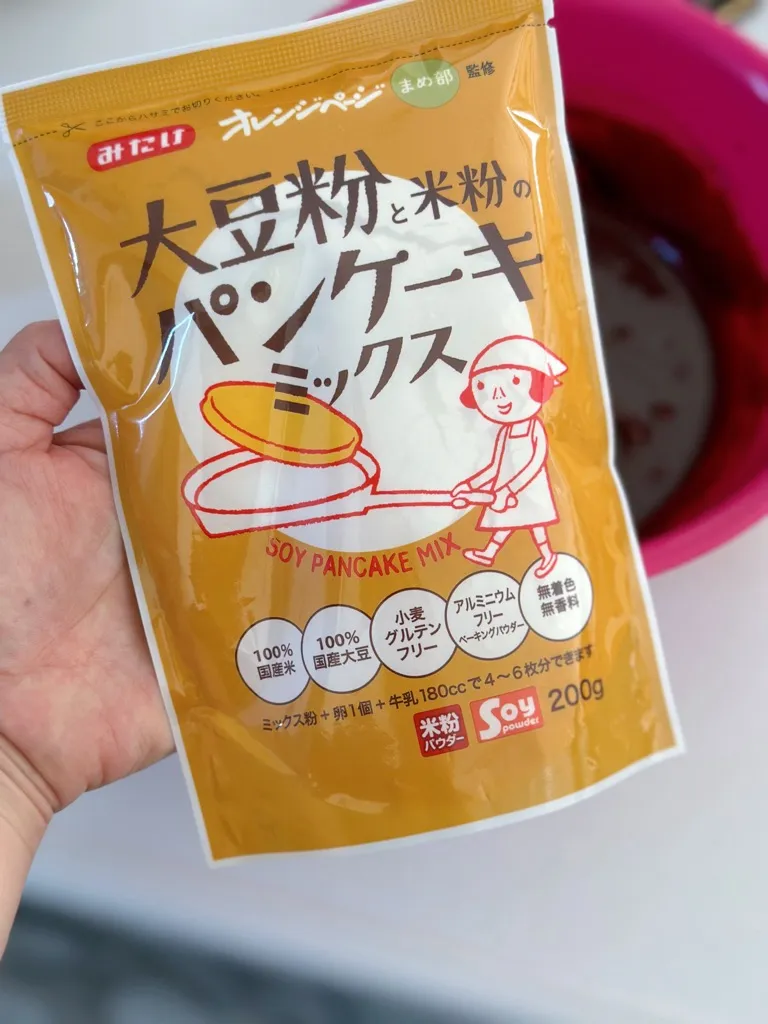 ここからハサミでお切りください。
みたけ
オレンジページ
まめ部
監修
大豆粉と米粉の
パンケーキ
ミックス
SOY PANCAKE MIX
100%
国産米
100%
国産大豆
小麦
グルテン
フリー
アルミニウム
フリー
ベーキングパウダー
無着色
無香料
ミックス粉+卵1個+牛乳180ccで4〜6枚分できます
米粉
パウダー
Soy
powder
200g